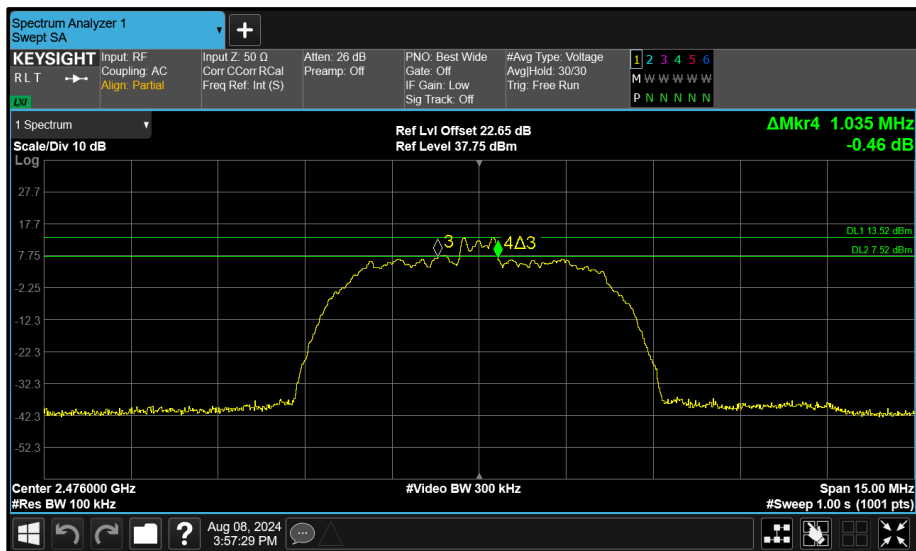 Spectrum Analyzer 1
Swept SA
KEYSIGHT
R L T
LXI
Input: RF
Coupling: AC
Align: Partial
Input Z: 50 Ω
Corr CCorr RCal
Freq Ref: Int (S)
Atten: 26 dB
Preamp: Off
PNO: Best Wide
Gate: Off
IF Gain: Low
Sig Track: Off
#Avg Type: Voltage
Avg|Hold: 30/30
Trig: Free Run
1 2 3 4 5 6
M W W W W W
P N N N N N
1 Spectrum
Scale/Div 10 dB
Ref Lvl Offset 22.65 dB
Ref Level 37.75 dBm
ΔMkr4 1.035 MHz
-0.46 dB
Log
27.7
17.7
7.75
-2.25
-12.3
-22.3
-32.3
-42.3
-52.3
3
4Δ3
DL1 13.52 dBm
DL2 7.52 dBm
Center 2.476000 GHz
#Res BW 100 kHz
#Video BW 300 kHz
Span 15.00 MHz
#Sweep 1.00 s (1001 pts)
?
Aug 08, 2024
3:57:29 PM